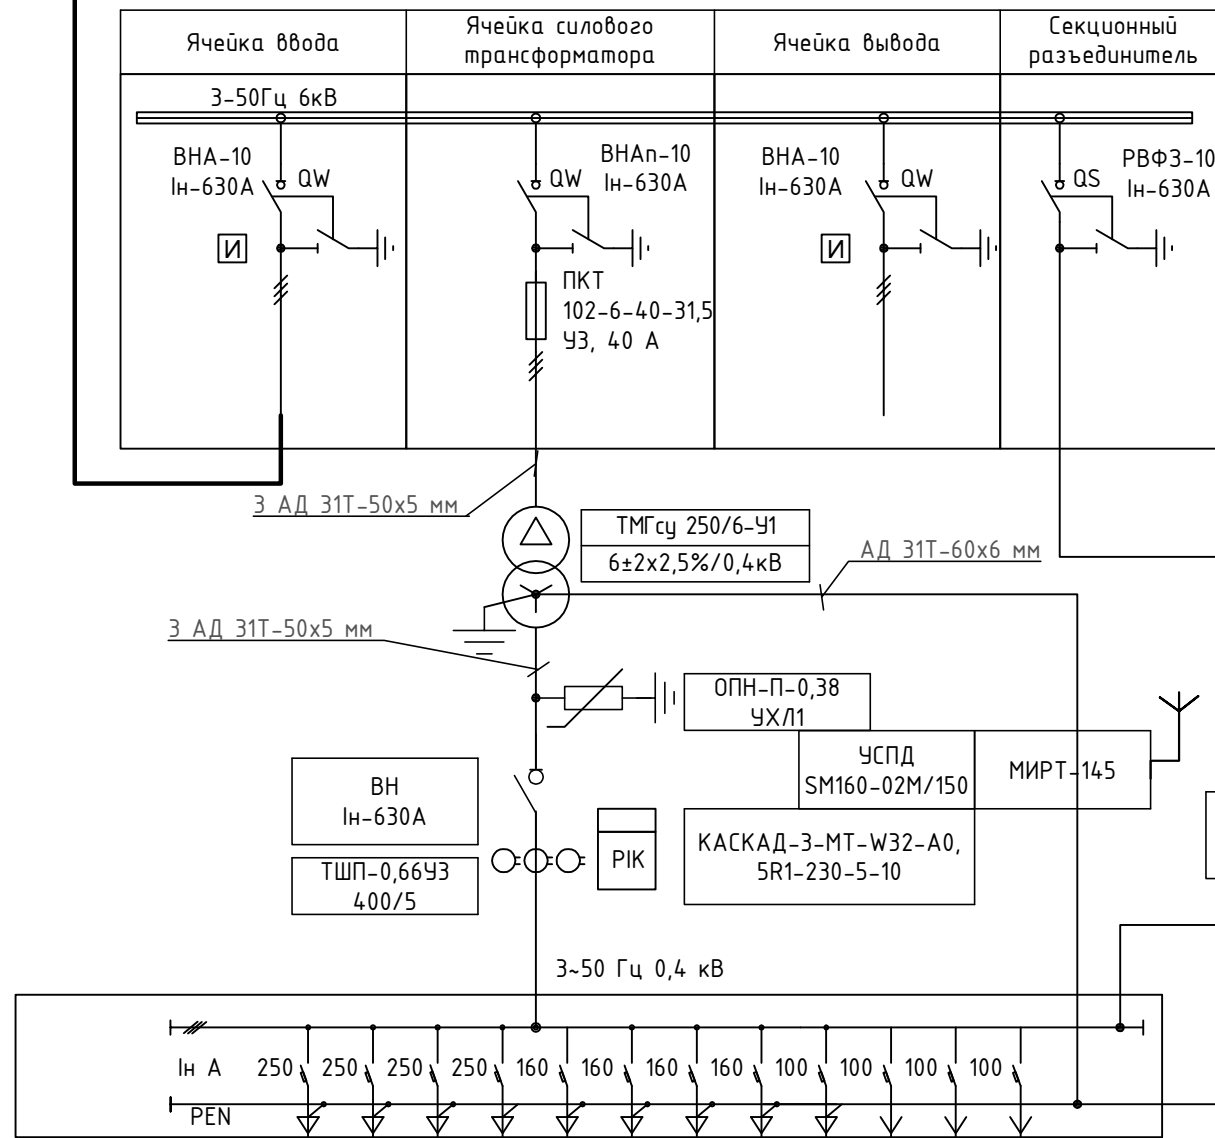 Ячейка ввода
Ячейка силового
трансформатора
Ячейка вывода
Секционный
разъединитель
3-50Гц 6кВ
ВНА-10
Iн-630А
QW
И
ВНАп-10
Iн-630А
QW
ПКТ
102-6-40-31,5
У3, 40 А
ВНА-10
Iн-630А
QW
И
РВФЗ-10
Iн-630А
QS
3 АД 31Т-50х5 мм
ТМГсу 250/6-У1
6±2х2,5%/0,4кВ
АД 31Т-60х6 мм
3 АД 31Т-50х5 мм
ОПН-П-0,38
УХЛ1
УСПД
SM160-02M/150
МИРТ-145
ВН
Iн-630А
ТШП-0,66У3
400/5
PIK
КАСКАД-3-МТ-W32-А0,
5R1-230-5-10
3~50 Гц 0,4 кВ
Iн А
250
250
250
250
160
160
160
160
100
100
100
100
PEN